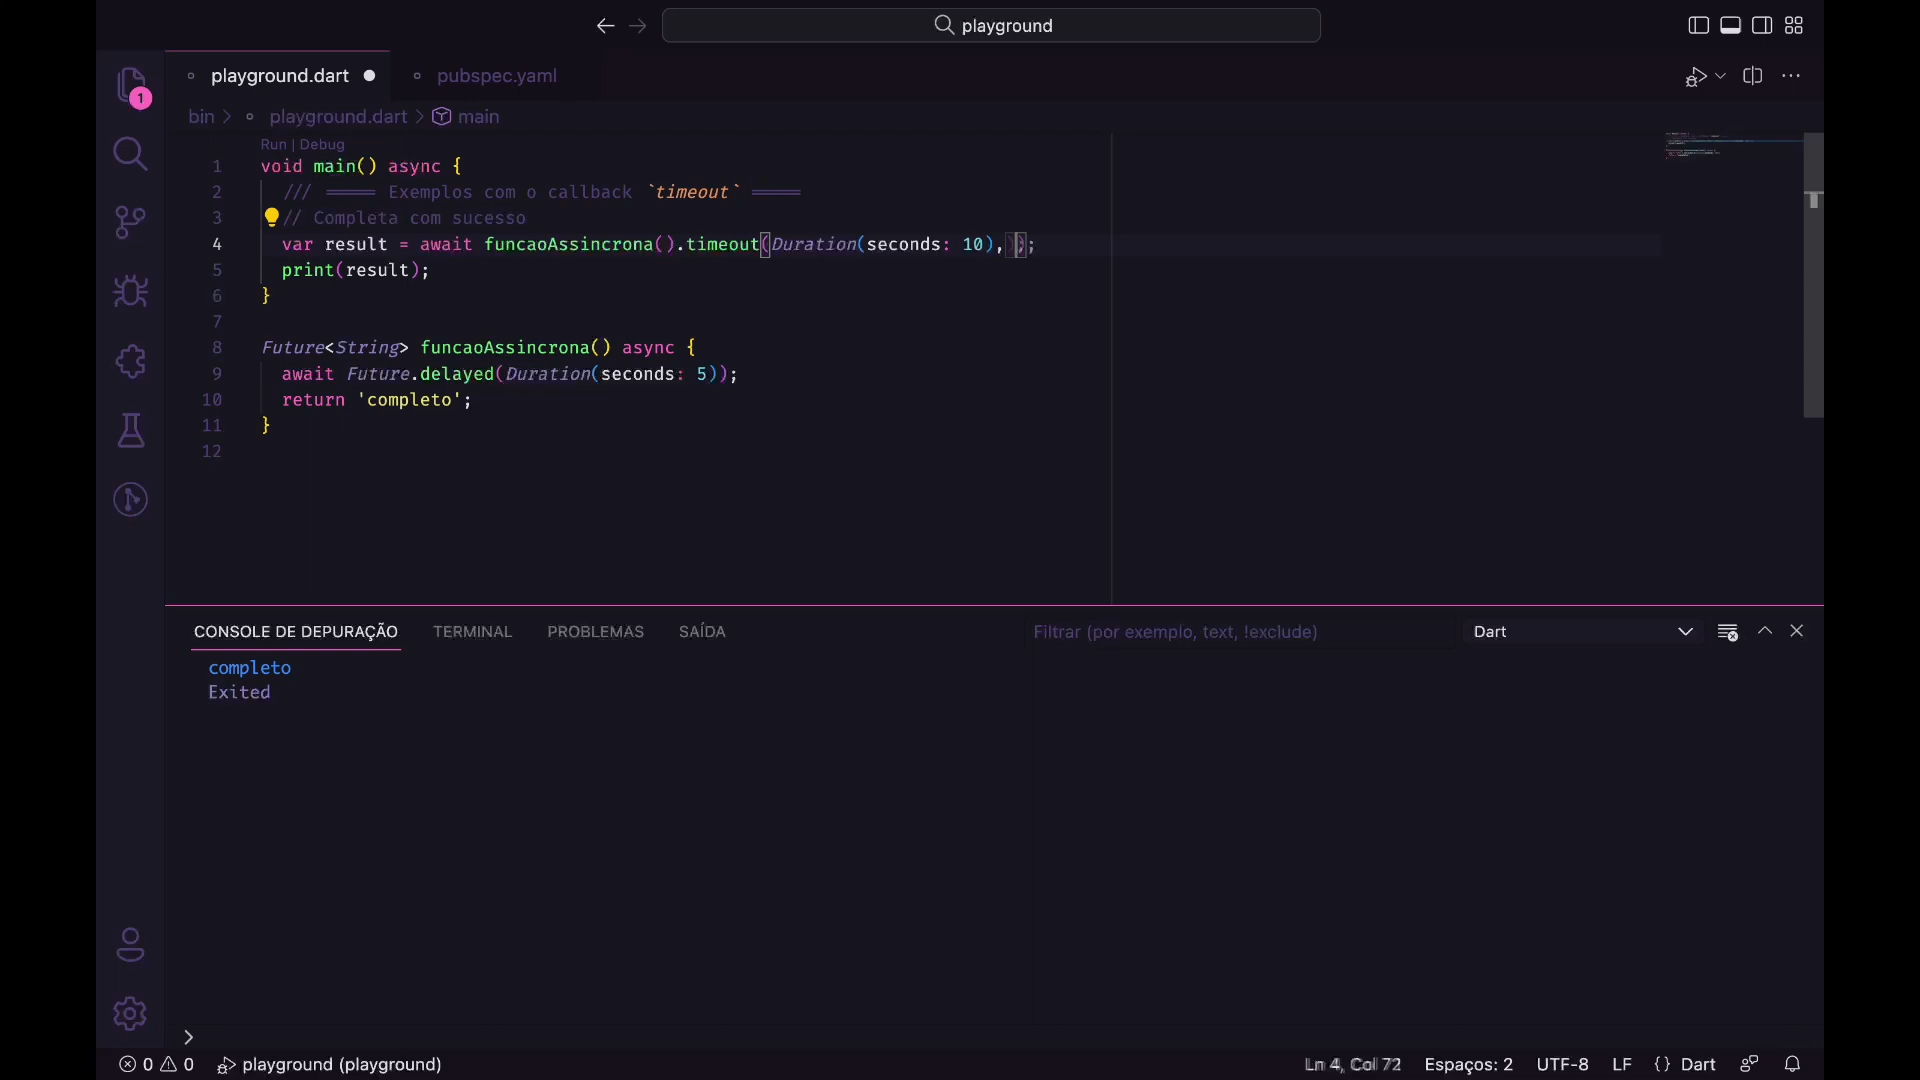 playground
playground.dart pubspec.yaml
1
bin > playground.dart > main
Run | Debug
1 void main() async {
2 /// ===== Exemplos com o callback `timeout` =====
3 // Completa com sucesso
4 var result = await funcaoAssincrona().timeout(Duration(seconds: 10), );
5 print(result);
6 }
7
8 Future<String> funcaoAssincrona() async {
9 await Future.delayed(Duration(seconds: 5));
10 return 'completo';
11 }
12
CONSOLE DE DEPURAÇÃO TERMINAL PROBLEMAS SAÍDA Filtrar (por exemplo, text, !exclude) Dart
completo
Exited
>
0 0 playground (playground) Ln 4, Col 72 Espaços: 2 UTF-8 LF {} Dart